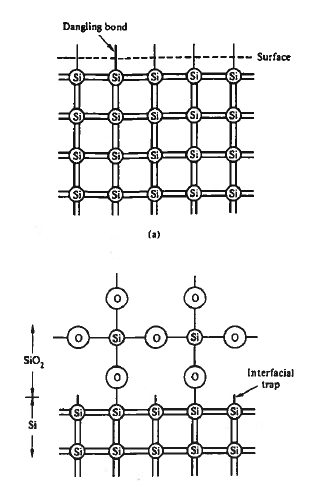 Dangling bond
Surface
Si Si Si Si Si
Si Si Si Si Si
Si Si Si Si Si
Si Si Si Si Si
(a)
O O
O Si O Si O
SiO₂
O O
Interfacial
trap
Si Si Si Si Si
Si
Si Si Si Si Si